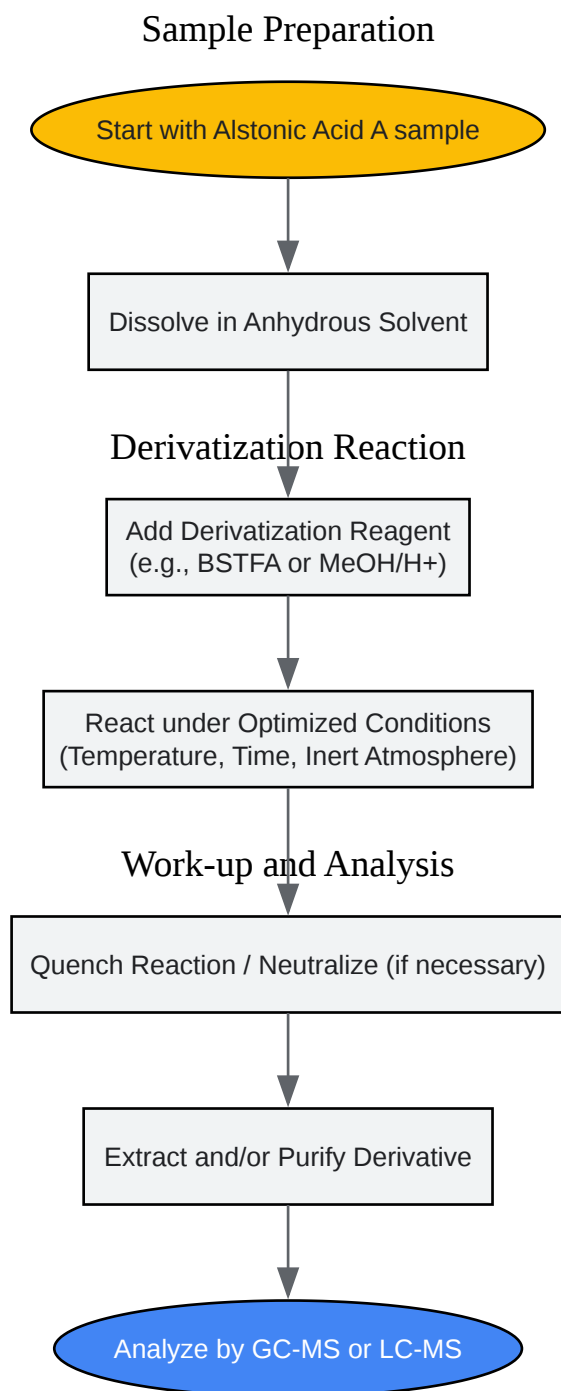 Sample Preparation
Start with Alstonic Acid A sample
Dissolve in Anhydrous Solvent
Derivatization Reaction
Add Derivatization Reagent
(e.g., BSTFA or MeOH/H+)
React under Optimized Conditions
(Temperature, Time, Inert Atmosphere)
Work-up and Analysis
Quench Reaction / Neutralize (if necessary)
Extract and/or Purify Derivative
Analyze by GC-MS or LC-MS